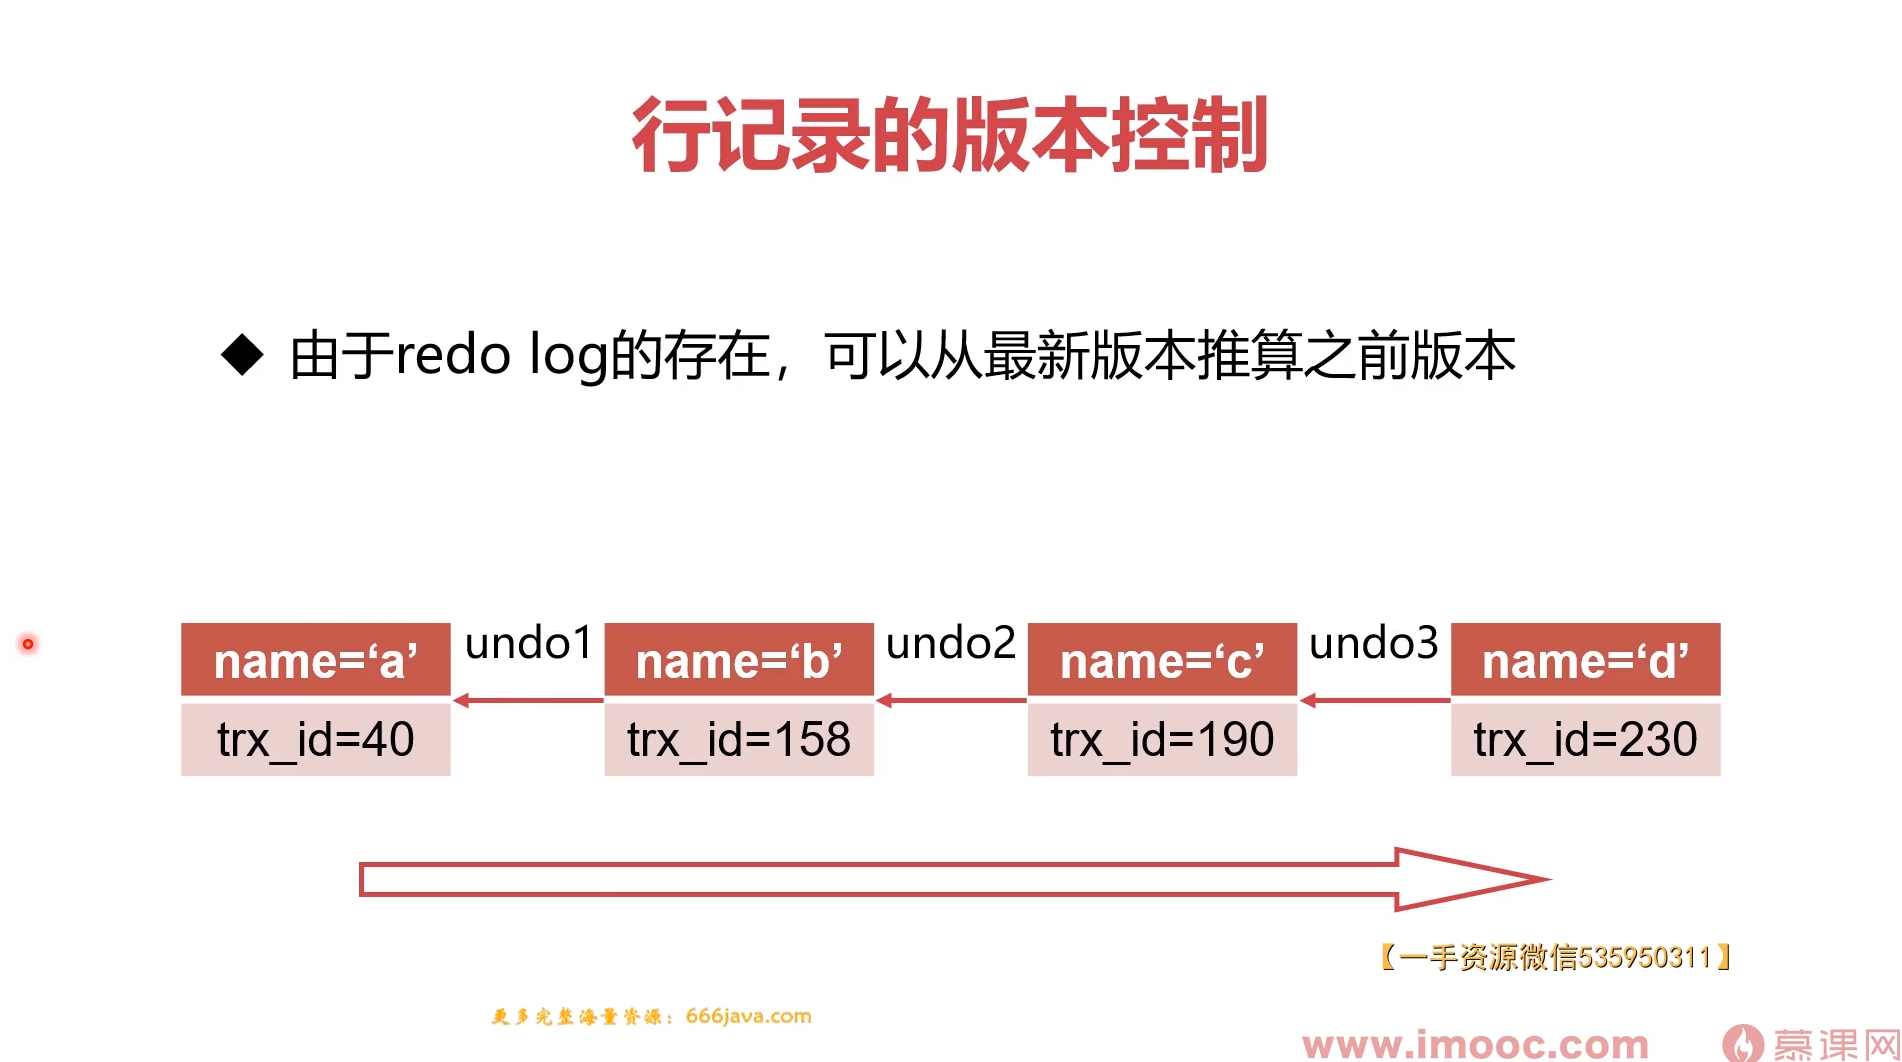 行记录的版本控制
◆ 由于redo log的存在，可以从最新版本推算之前版本
name=‘a’ undo1 name=‘b’ undo2 name=‘c’ undo3 name=‘d’
trx_id=40 trx_id=158 trx_id=190 trx_id=230
【一手资源微信535950311】
更多完整海量资源：666java.com
www.imooc.com 慕课网